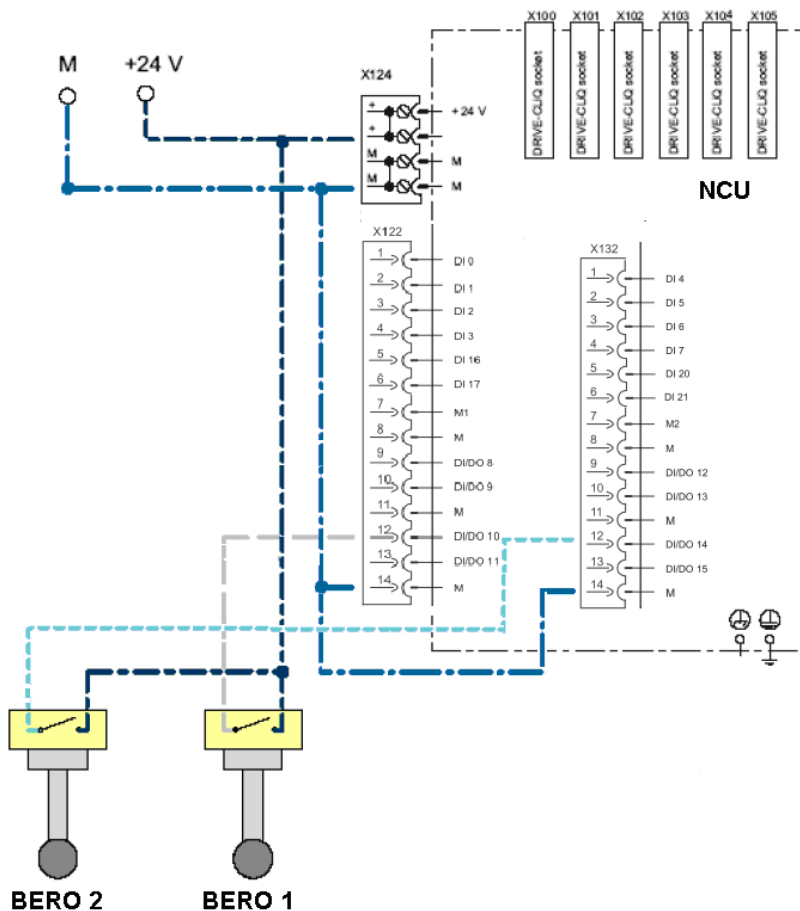 X100 X101 X102 X103 X104 X105
DRIVE-CLiQ socket
DRIVE-CLiQ socket
DRIVE-CLiQ socket
DRIVE-CLiQ socket
DRIVE-CLiQ socket
DRIVE-CLiQ socket
NCU
M
+24 V
X124
+ +24 V
+
M M
M M
X122
1 DI 0
2 DI 1
3 DI 2
4 DI 3
5 DI 16
6 DI 17
7 M1
8 M
9 DI/DO 8
10 DI/DO 9
11 M
12 DI/DO 10
13 DI/DO 11
14 M
X132
1 DI 4
2 DI 5
3 DI 6
4 DI 7
5 DI 20
6 DI 21
7 M2
8 M
9 DI/DO 12
10 DI/DO 13
11 M
12 DI/DO 14
13 DI/DO 15
14 M
BERO 2
BERO 1